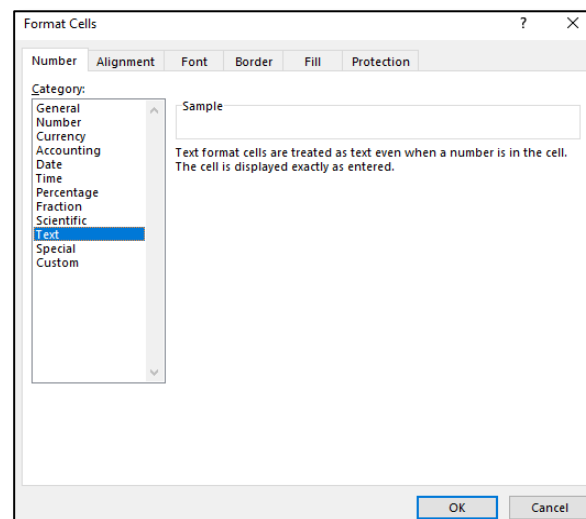 Format Cells
?
Number Alignment Font Border Fill Protection
Category:
General
Number
Currency
Accounting
Date
Time
Percentage
Fraction
Scientific
Text
Special
Custom
Sample
Text format cells are treated as text even when a number is in the cell.
The cell is displayed exactly as entered.
OK Cancel